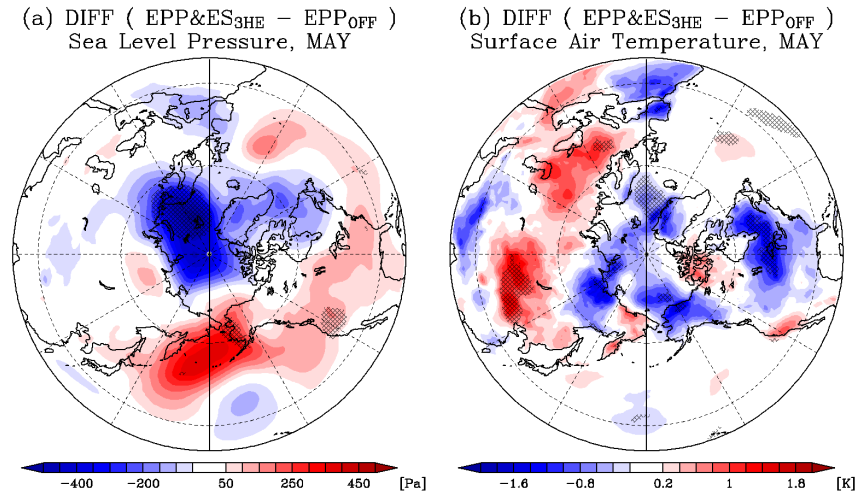 (a) DIFF ( EPP&ES3HE − EPPOFF )
Sea Level Pressure, MAY
−400 −200 50 250 450 [Pa]
(b) DIFF ( EPP&ES3HE − EPPOFF )
Surface Air Temperature, MAY
−1.6 −0.8 0.2 1 1.8 [K]